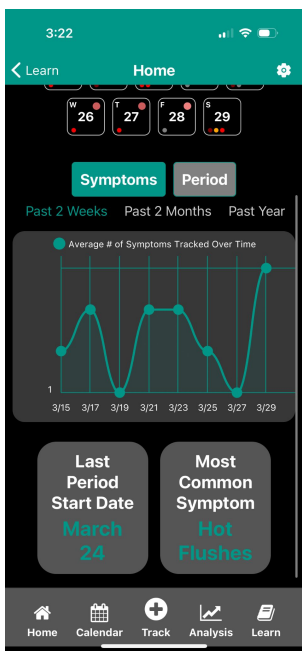 3:22
Learn Home
W T F S
26 27 28 29
Symptoms Period
Past 2 Weeks Past 2 Months Past Year
Average # of Symptoms Tracked Over Time
1
3/15 3/17 3/19 3/21 3/23 3/25 3/27 3/29
Last
Period
Start Date
March
24
Most
Common
Symptom
Hot
Flushes
Home Calendar Track Analysis Learn